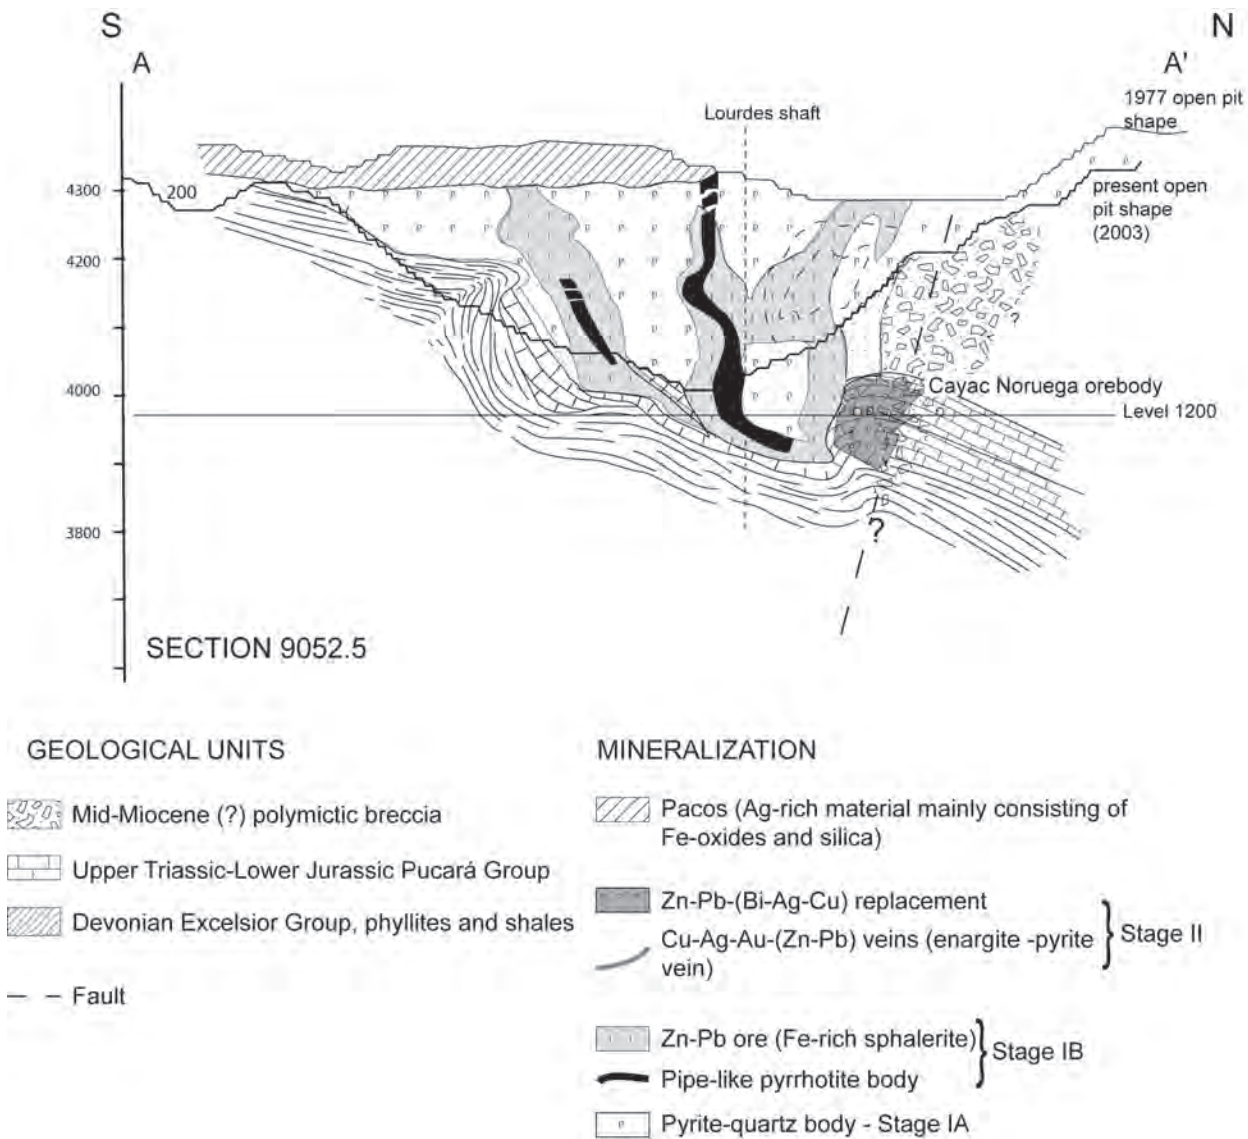 S
N
A
A'
1977 open pit
shape
Lourdes shaft
4300
200
present open
pit shape
(2003)
4200
?
4000
Cayac Noruega orebody
Level 1200
3800
?
SECTION 9052.5
GEOLOGICAL UNITS
Mid-Miocene (?) polymictic breccia
Upper Triassic-Lower Jurassic Pucará Group
Devonian Excelsior Group, phyllites and shales
Fault
MINERALIZATION
Pacos (Ag-rich material mainly consisting of
Fe-oxides and silica)
Zn-Pb-(Bi-Ag-Cu) replacement
Cu-Ag-Au-(Zn-Pb) veins (enargite -pyrite
vein)
Stage II
Zn-Pb ore (Fe-rich sphalerite)
Stage IB
Pipe-like pyrrhotite body
P Pyrite-quartz body - Stage IA